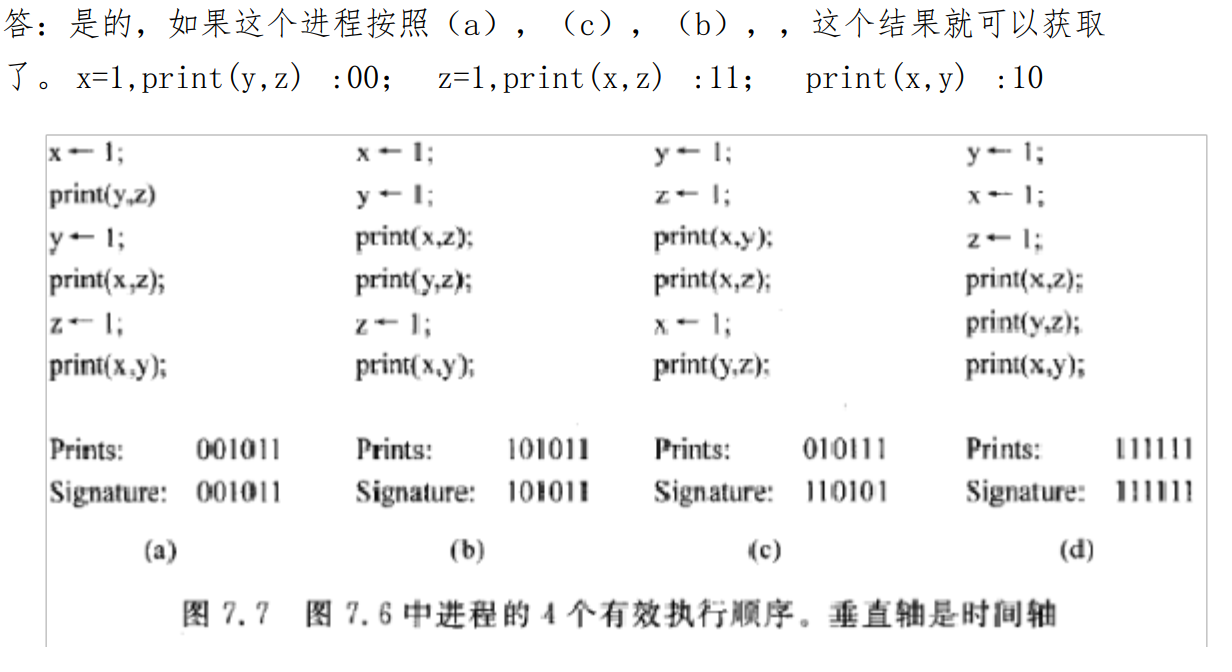 答：是的，如果这个进程按照（a），（c），（b），，这个结果就可以获取
了。x=1,print(y,z) :00； z=1,print(x,z) :11； print(x,y) :10
x ← 1; x ← 1; y ← 1; y ← 1;
print(y,z) y ← 1; z ← 1; x ← 1;
y ← 1; print(x,z); print(x,y); z ← 1;
print(x,z); print(y,z); print(x,z); print(x,z);
z ← 1; z ← 1; x ← 1; print(y,z);
print(x,y); print(x,y); print(y,z); print(x,y);
Prints: 001011 Prints: 101011 Prints: 010111 Prints: 111111
Signature: 001011 Signature: 101011 Signature: 110101 Signature: 111111
(a) (b) (c) (d)
图 7.7 图 7.6 中进程的 4 个有效执行顺序。垂直轴是时间轴